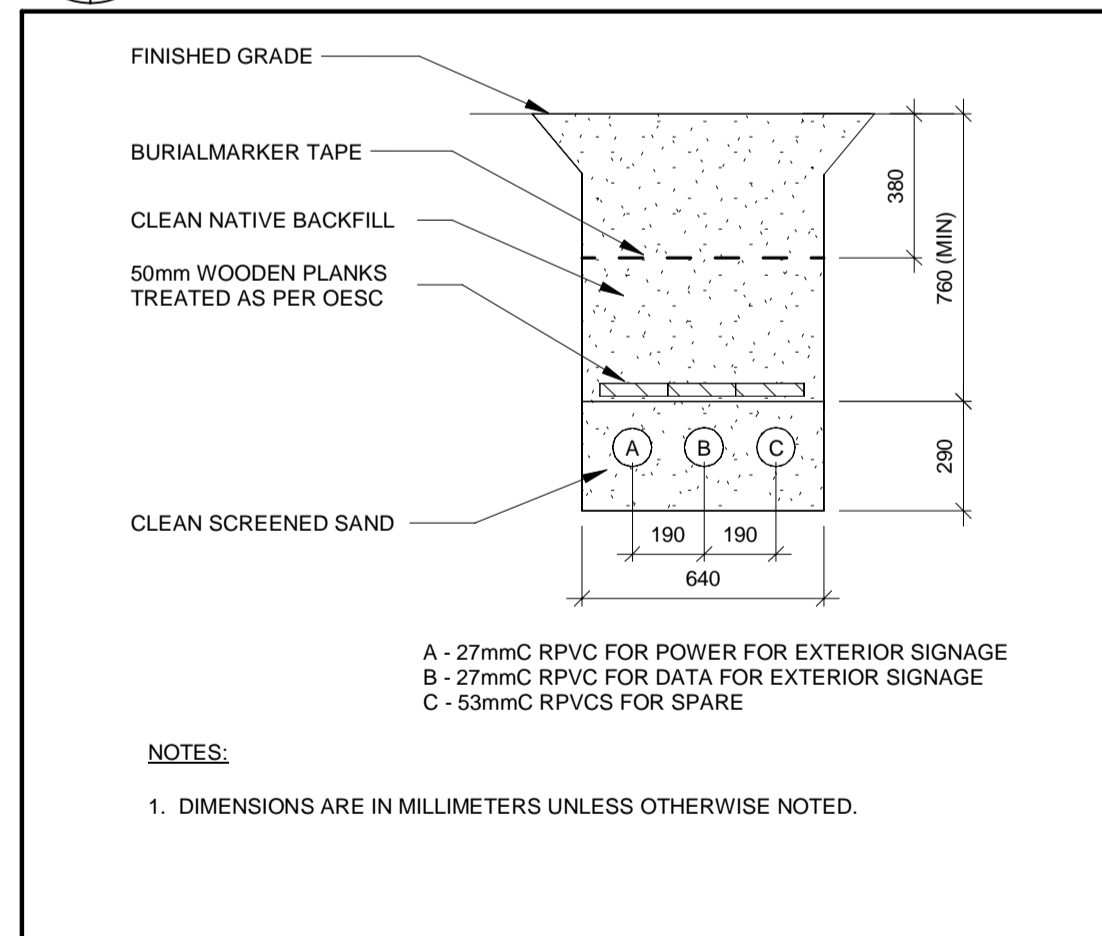 FINISHED GRADE
BURIALMARKER TAPE
CLEAN NATIVE BACKFILL
50mm WOODEN PLANKS
TREATED AS PER OESC
CLEAN SCREENED SAND
380
760 (MIN)
290
A B C
190 190
640
A - 27mmC RPVC FOR POWER FOR EXTERIOR SIGNAGE
B - 27mmC RPVC FOR DATA FOR EXTERIOR SIGNAGE
C - 53mmC RPVCS FOR SPARE
NOTES:
1. DIMENSIONS ARE IN MILLIMETERS UNLESS OTHERWISE NOTED.